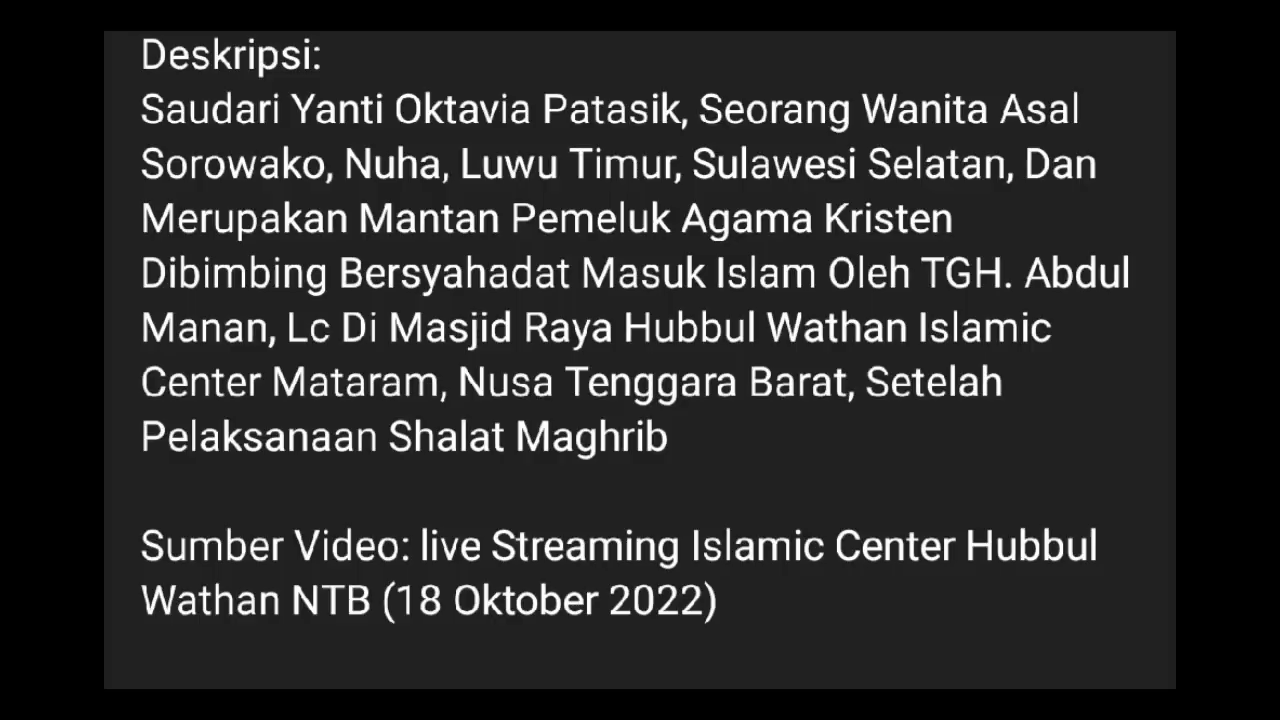 Deskripsi:
Saudari Yanti Oktavia Patasik, Seorang Wanita Asal
Sorowako, Nuha, Luwu Timur, Sulawesi Selatan, Dan
Merupakan Mantan Pemeluk Agama Kristen
Dibimbing Bersyahadat Masuk Islam Oleh TGH. Abdul
Manan, Lc Di Masjid Raya Hubbul Wathan Islamic
Center Mataram, Nusa Tenggara Barat, Setelah
Pelaksanaan Shalat Maghrib
Sumber Video: live Streaming Islamic Center Hubbul
Wathan NTB (18 Oktober 2022)